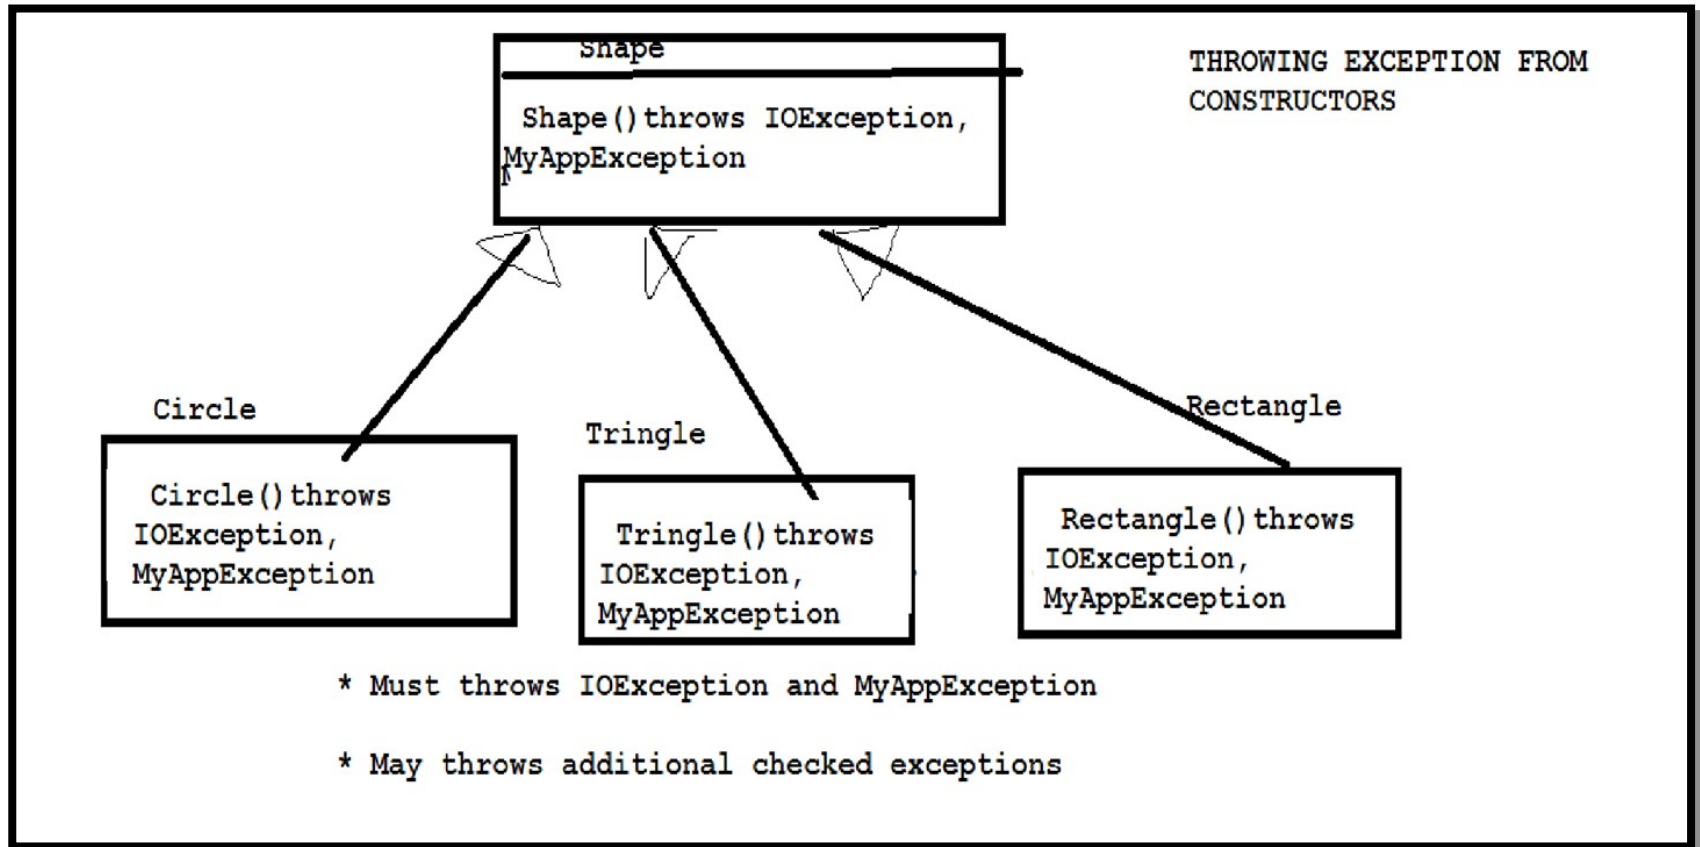 Shape
THROWING EXCEPTION FROM
CONSTRUCTORS
Shape()throws IOException,
MyAppException
Circle
Tringle
Rectangle
Circle()throws
IOException,
MyAppException
Tringle()throws
IOException,
MyAppException
Rectangle()throws
IOException,
MyAppException
* Must throws IOException and MyAppException
* May throws additional checked exceptions